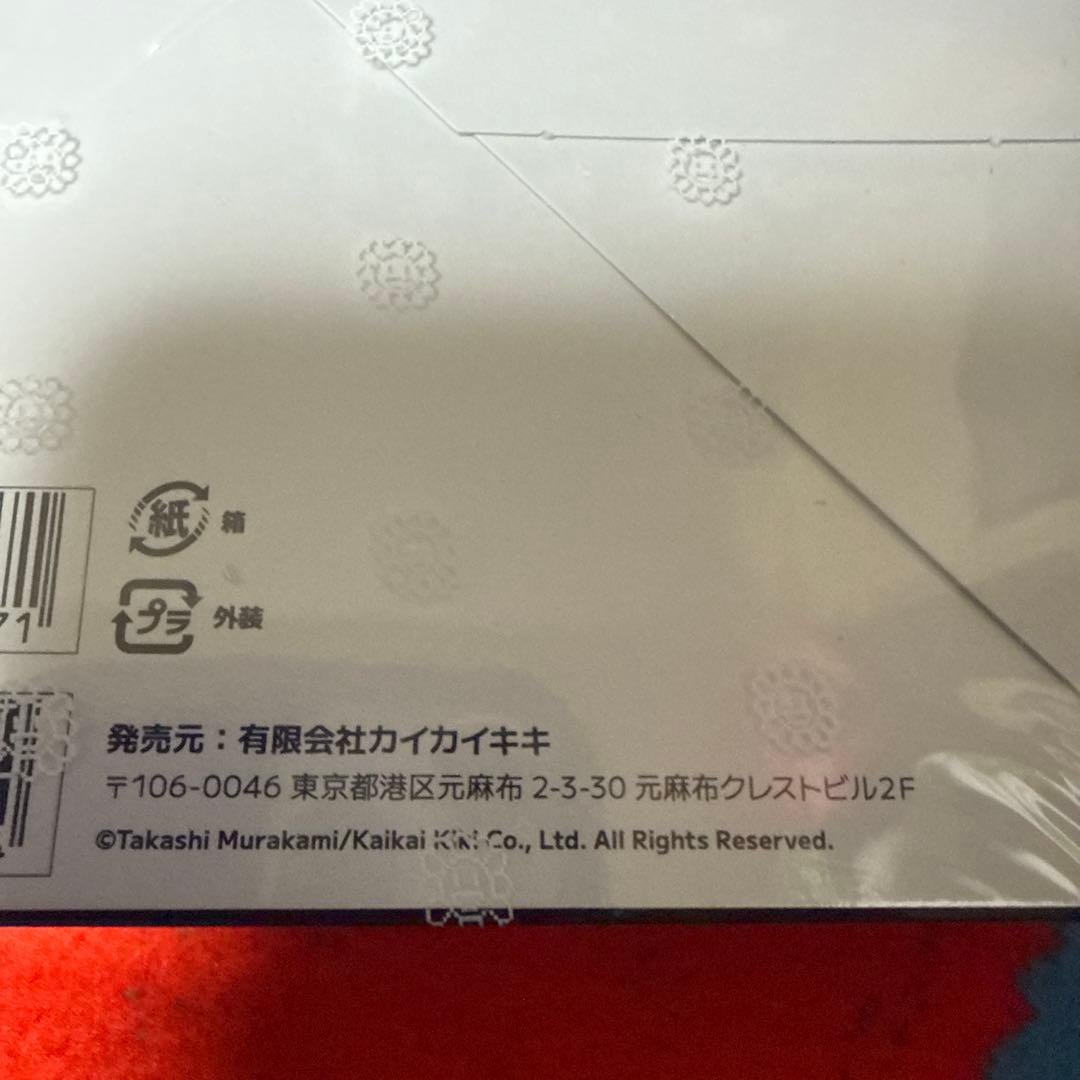 紙 箱
プラ 外装
71
発売元：有限会社カイカイキキ
〒106-0046 東京都港区元麻布 2-3-30 元麻布クレストビル2F
©Takashi Murakami/Kaikai Kiki Co., Ltd. All Rights Reserved.